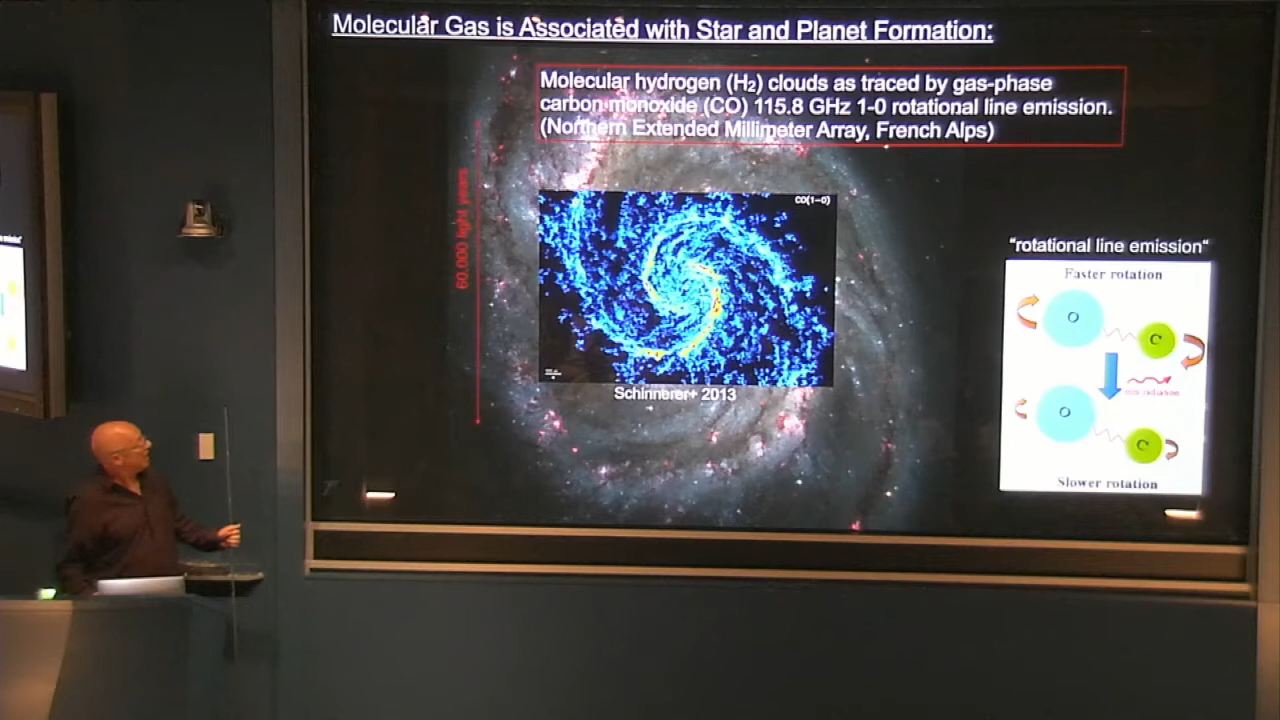 Molecular Gas is Associated with Star and Planet Formation:
Molecular hydrogen (H₂) clouds as traced by gas-phase
carbon monoxide (CO) 115.8 GHz 1-0 rotational line emission.
(Northern Extended Millimeter Array, French Alps)
60,000 light years
CO(1–0)
Schinnerer+ 2013
"rotational line emission"
Faster rotation
O
C
radiation
O
C
Slower rotation